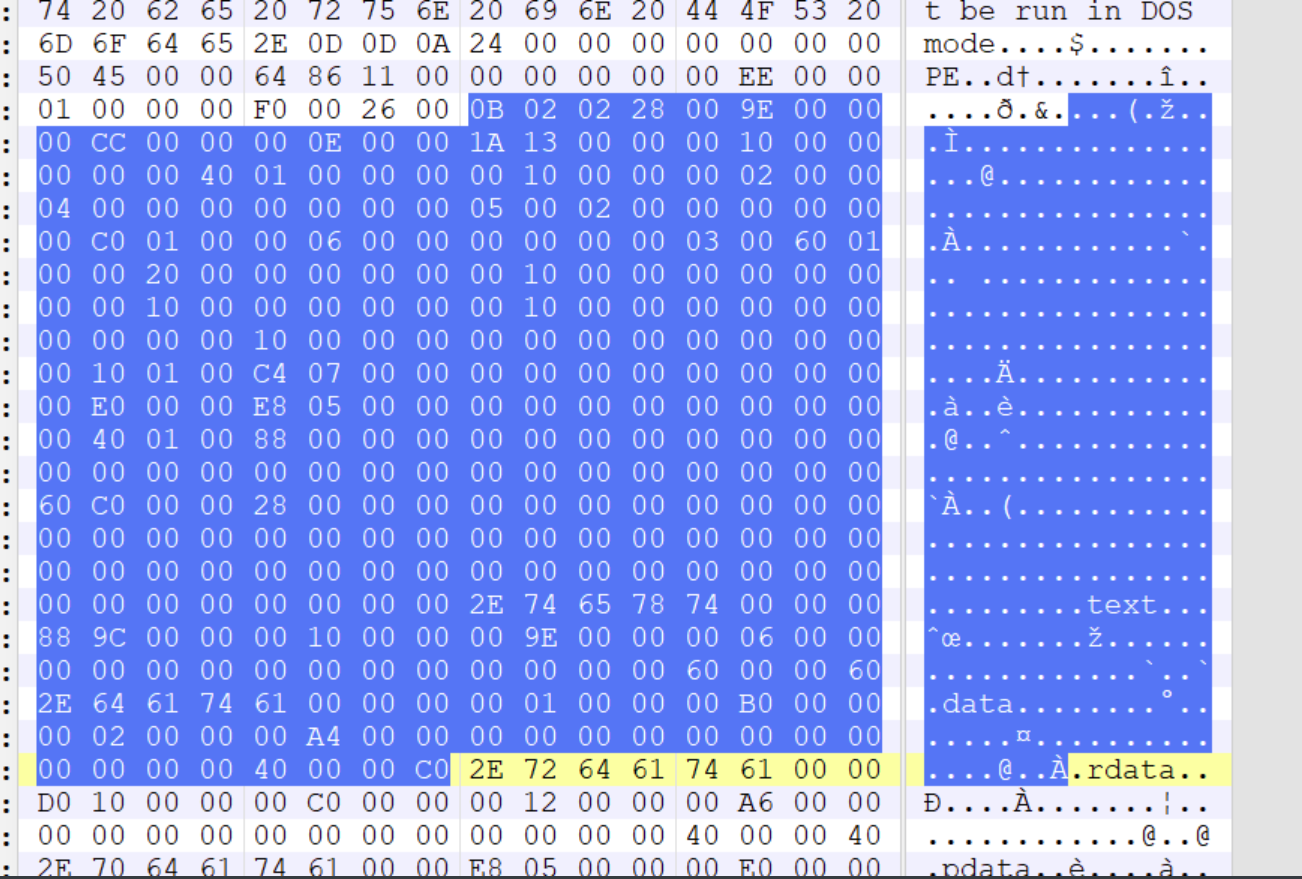 74 20 62 65 20 72 75 6E 20 69 6E 20 44 4F 53 20 t be run in DOS
: 6D 6F 64 65 2E 0D 0D 0A 24 00 00 00 00 00 00 00 mode....$.......
: 50 45 00 00 64 86 11 00 00 00 00 00 00 EE 00 00 PE..d†.......î..
: 01 00 00 00 F0 00 26 00 0B 02 02 28 00 9E 00 00 ....ð.&....(.ž..
: 00 CC 00 00 00 0E 00 00 1A 13 00 00 00 10 00 00 .Ì..............
: 00 00 00 40 01 00 00 00 00 10 00 00 00 02 00 00 ...@............
: 04 00 00 00 00 00 00 00 05 00 02 00 00 00 00 00 ................
: 00 C0 01 00 00 06 00 00 00 00 00 00 03 00 60 01 .À............`.
: 00 00 20 00 00 00 00 00 00 10 00 00 00 00 00 00 .. .............
: 00 00 10 00 00 00 00 00 00 10 00 00 00 00 00 00 ................
: 00 00 00 00 10 00 00 00 00 00 00 00 00 00 00 00 ................
: 00 10 01 00 C4 07 00 00 00 00 00 00 00 00 00 00 ....Ä...........
: 00 E0 00 00 E8 05 00 00 00 00 00 00 00 00 00 00 .à..è...........
: 00 40 01 00 88 00 00 00 00 00 00 00 00 00 00 00 .@..ˆ...........
: 00 00 00 00 00 00 00 00 00 00 00 00 00 00 00 00 ................
: 60 C0 00 00 28 00 00 00 00 00 00 00 00 00 00 00 `À..(...........
: 00 00 00 00 00 00 00 00 00 00 00 00 00 00 00 00 ................
: 00 00 00 00 00 00 00 00 00 00 00 00 00 00 00 00 ................
: 00 00 00 00 00 00 00 00 2E 74 65 78 74 00 00 00 .........text...
: 88 9C 00 00 00 10 00 00 00 9E 00 00 00 06 00 00 ˆœ.......ž......
: 00 00 00 00 00 00 00 00 00 00 00 00 60 00 00 60 ............`..`
: 2E 64 61 74 61 00 00 00 00 01 00 00 00 B0 00 00 .data........°..
: 00 02 00 00 00 A4 00 00 00 00 00 00 00 00 00 00 .....¤..........
: 00 00 00 00 40 00 00 C0 2E 72 64 61 74 61 00 00 ....@..À.rdata..
: D0 10 00 00 00 C0 00 00 00 12 00 00 00 A6 00 00 Ð....À.......¦..
: 00 00 00 00 00 00 00 00 00 00 00 00 40 00 00 40 ............@..@
: 2E 70 64 61 74 61 00 00 E8 05 00 00 00 E0 00 00 .pdata..è....à..